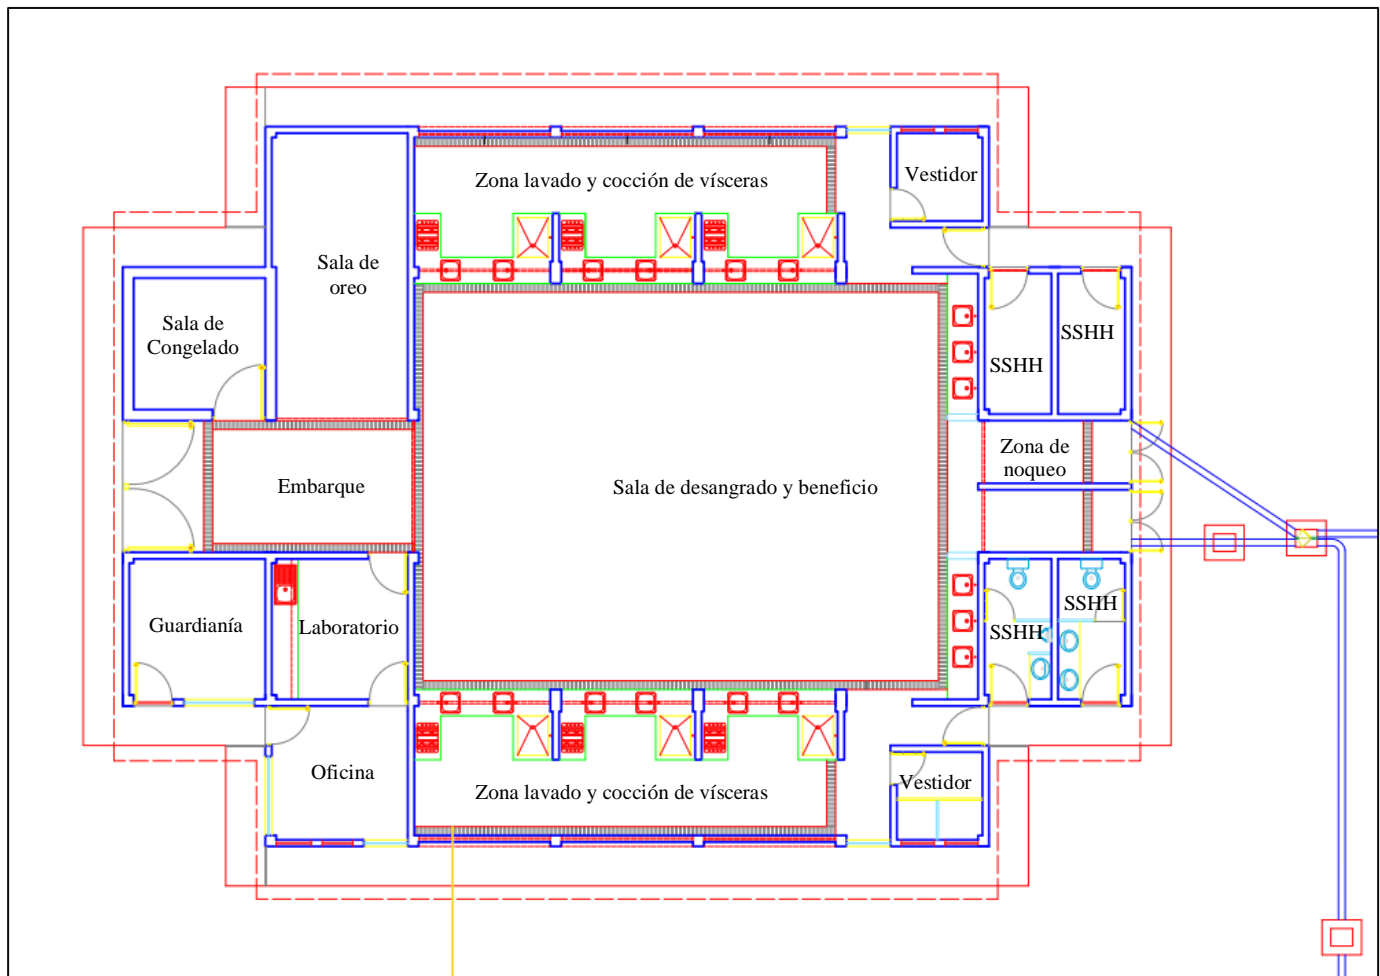 Zona lavado y cocción de vísceras
Vestidor
Sala de
oreo
Sala de
Congelado
SSHH
SSHH
Zona de
noqueo
Embarque
Sala de desangrado y beneficio
Guardianía
Laboratorio
SSHH
SSHH
Oficina
Vestidor
Zona lavado y cocción de vísceras